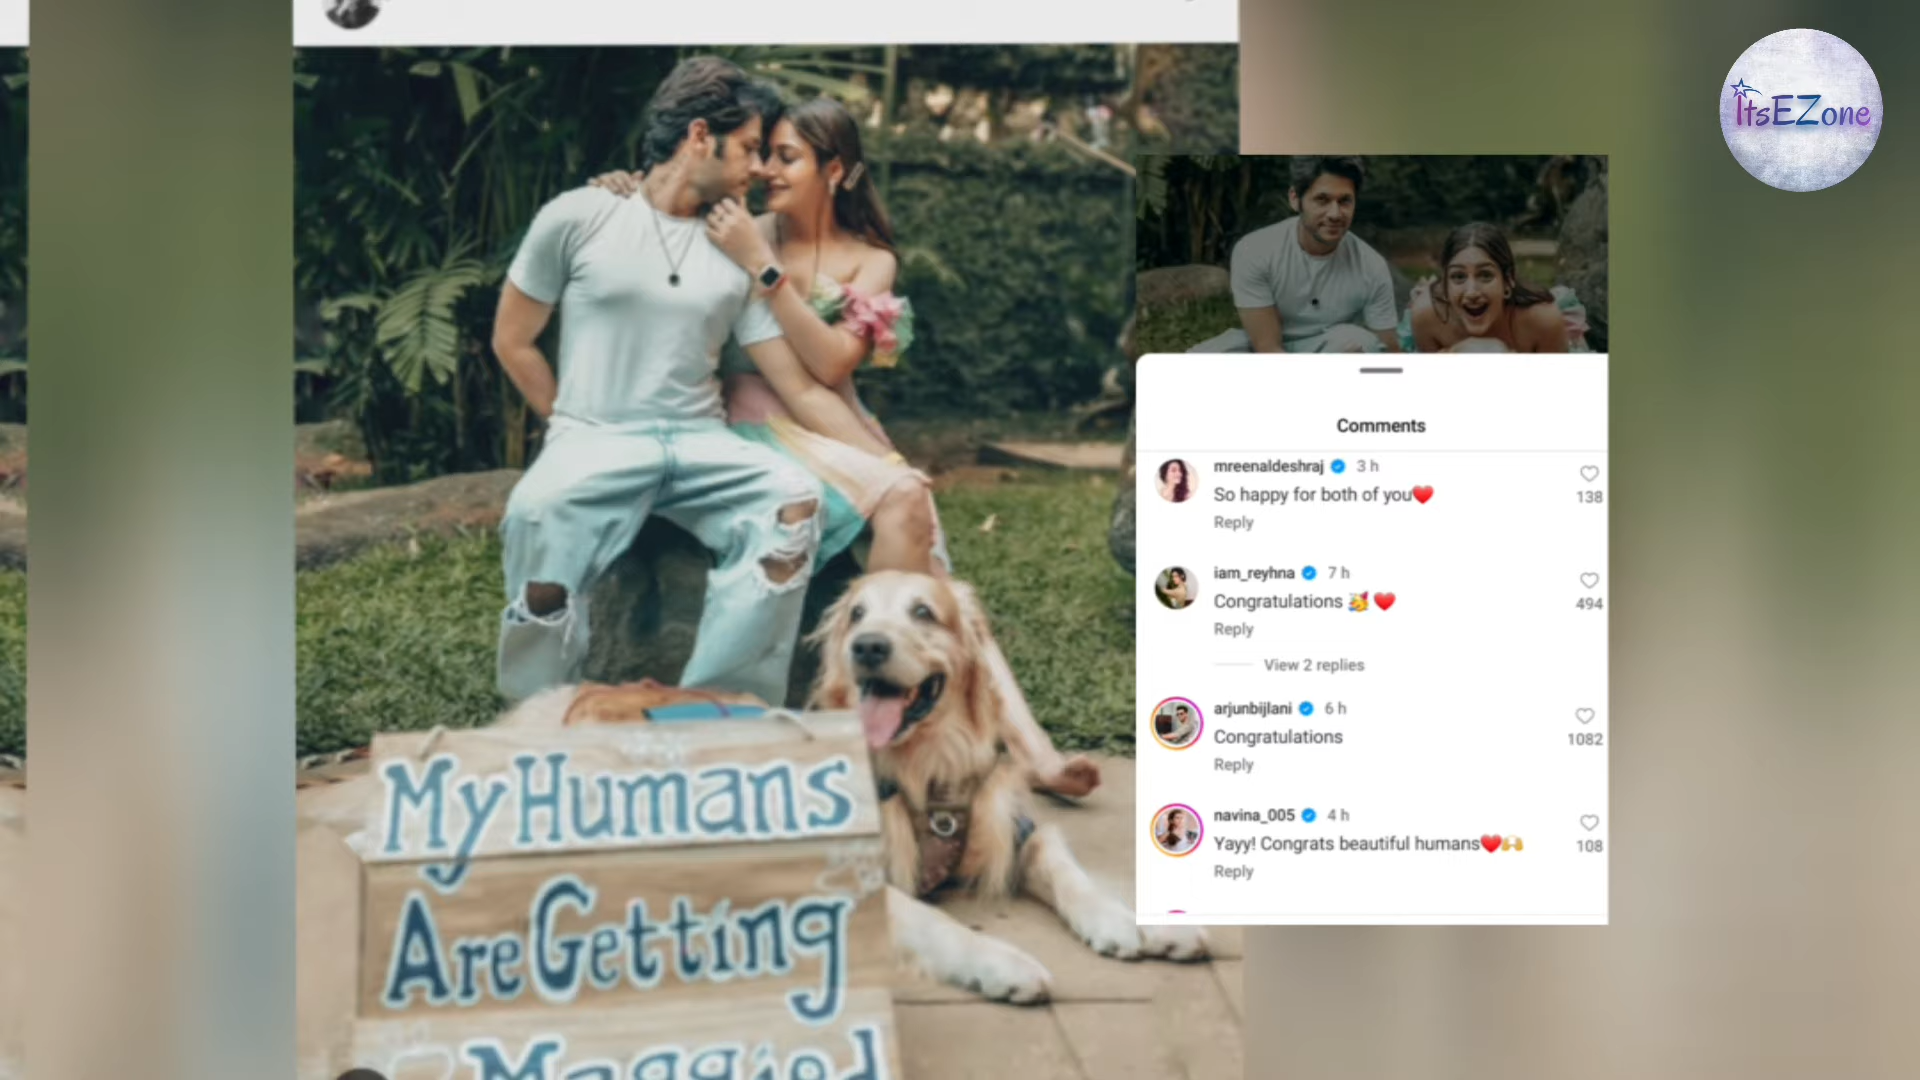 ItsEZone
My Humans
Are Getting
Comments
mreenaldeshraj 3 h
So happy for both of you❤️
138
Reply
iam_reyhna 7 h
Congratulations 🥳 ❤️
494
Reply
View 2 replies
arjunbijlani 6 h
Congratulations
1082
Reply
navina_005 4 h
Yayy! Congrats beautiful humans❤️🫶
108
Reply